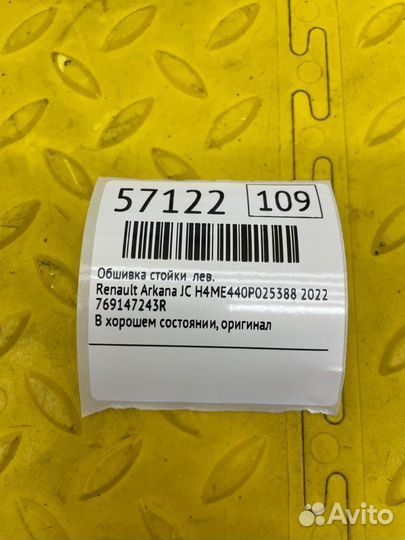 57122 109
Обшивка стойки лев.
Renault Arkana JC H4ME440P025388 2022
769147243R
В хорошем состоянии, оригинал
Avito